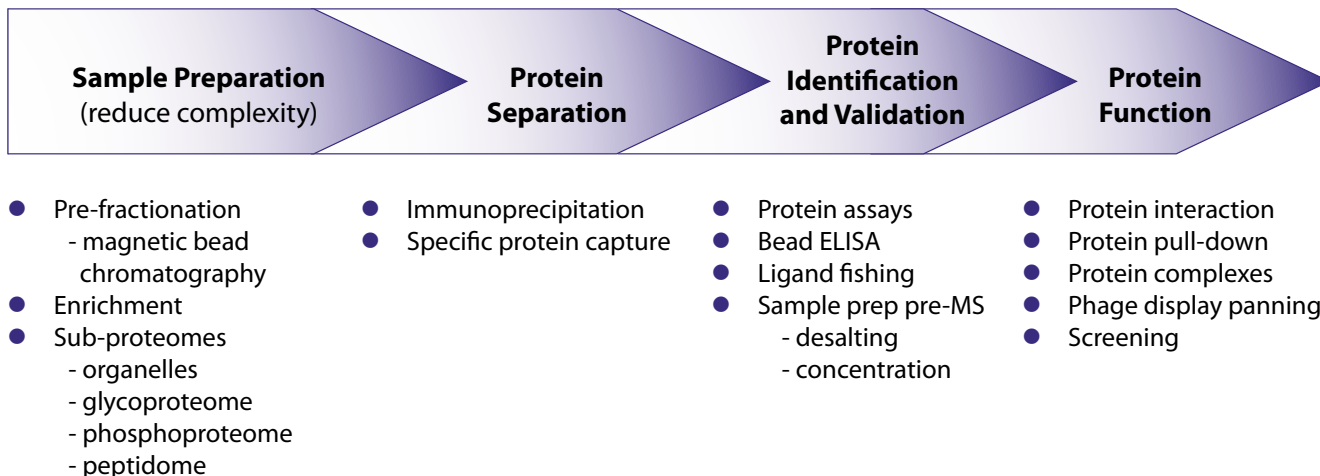 Sample Preparation
(reduce complexity)
Protein
Separation
Protein
Identification
and Validation
Protein
Function
● Pre-fractionation
- magnetic bead
chromatography
● Enrichment
● Sub-proteomes
- organelles
- glycoproteome
- phosphoproteome
- peptidome
● Immunoprecipitation
● Specific protein capture
● Protein assays
● Bead ELISA
● Ligand fishing
● Sample prep pre-MS
- desalting
- concentration
● Protein interaction
● Protein pull-down
● Protein complexes
● Phage display panning
● Screening